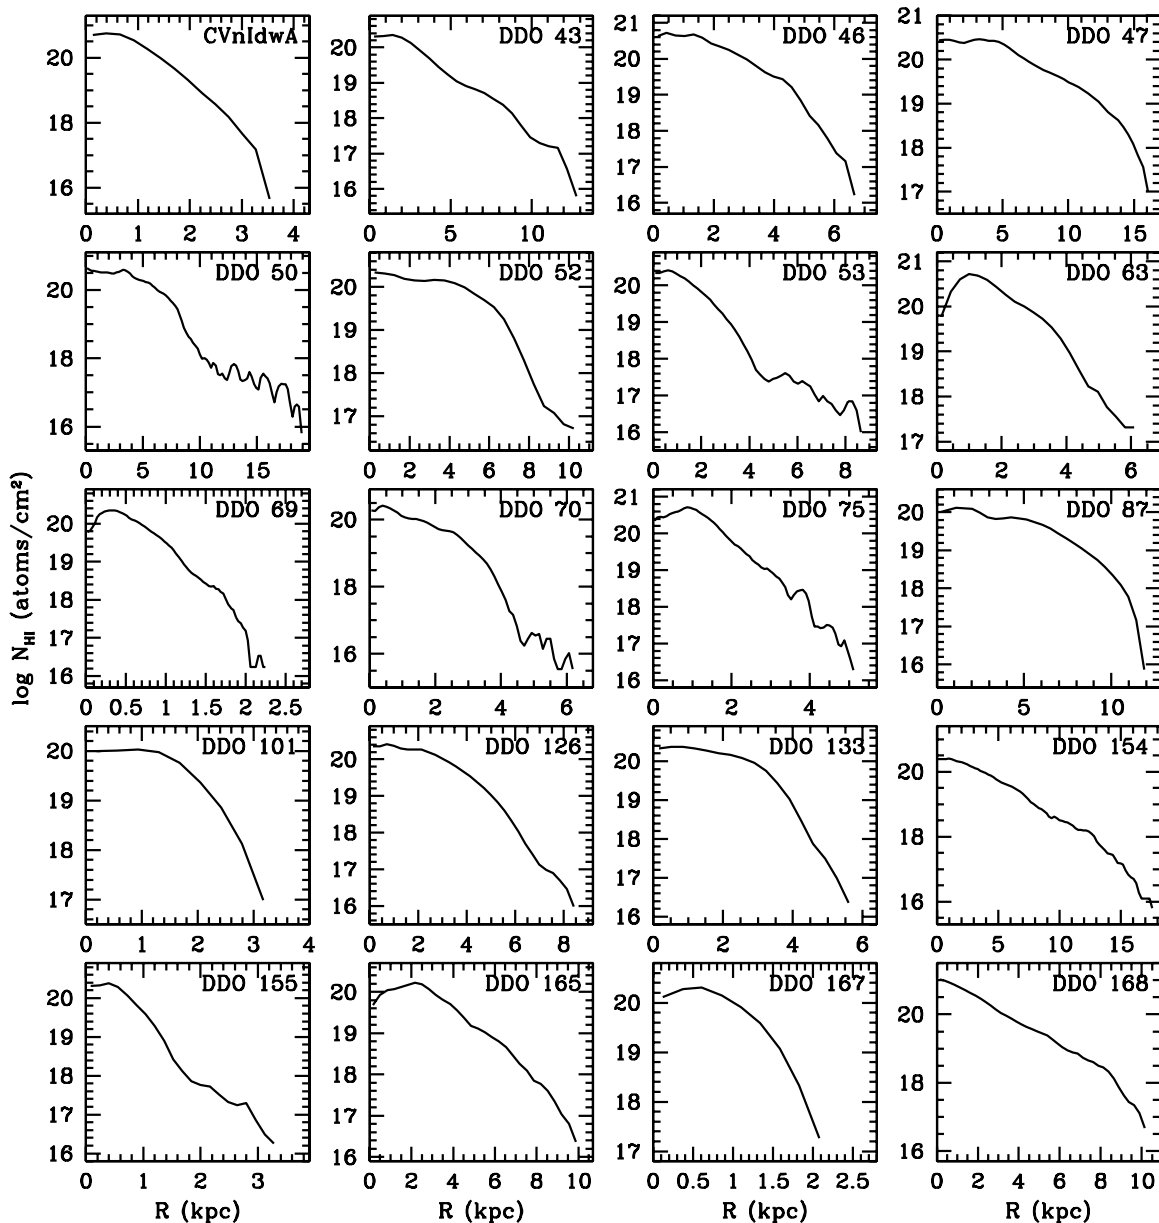 CVnIdwA
20
18
16
0 1 2 3 4
DDO 43
20
19
18
17
16
0 5 10
DDO 46
21
20
19
18
17
16
0 2 4 6
DDO 47
21
20
19
18
17
0 5 10 15
DDO 50
20
18
16
0 5 10 15
DDO 52
20
19
18
17
0 2 4 6 8 10
DDO 53
20
19
18
17
16
0 2 4 6 8
DDO 63
21
20
19
18
17
0 2 4 6
log N_HI (atoms/cm²)
DDO 69
20
19
18
17
16
0 0.5 1 1.5 2 2.5
DDO 70
20
18
16
0 2 4 6
DDO 75
21
20
19
18
17
16
0 2 4
DDO 87
20
19
18
17
16
0 5 10
DDO 101
20
19
18
17
0 1 2 3 4
DDO 126
20
19
18
17
16
0 2 4 6 8
DDO 133
20
19
18
17
16
0 2 4 6
DDO 154
20
18
16
0 5 10 15
DDO 155
20
19
18
17
16
0 1 2 3
R (kpc)
DDO 165
20
19
18
17
16
0 2 4 6 8 10
R (kpc)
DDO 167
20
19
18
17
0 0.5 1 1.5 2 2.5
R (kpc)
DDO 168
20
18
16
0 2 4 6 8 10
R (kpc)